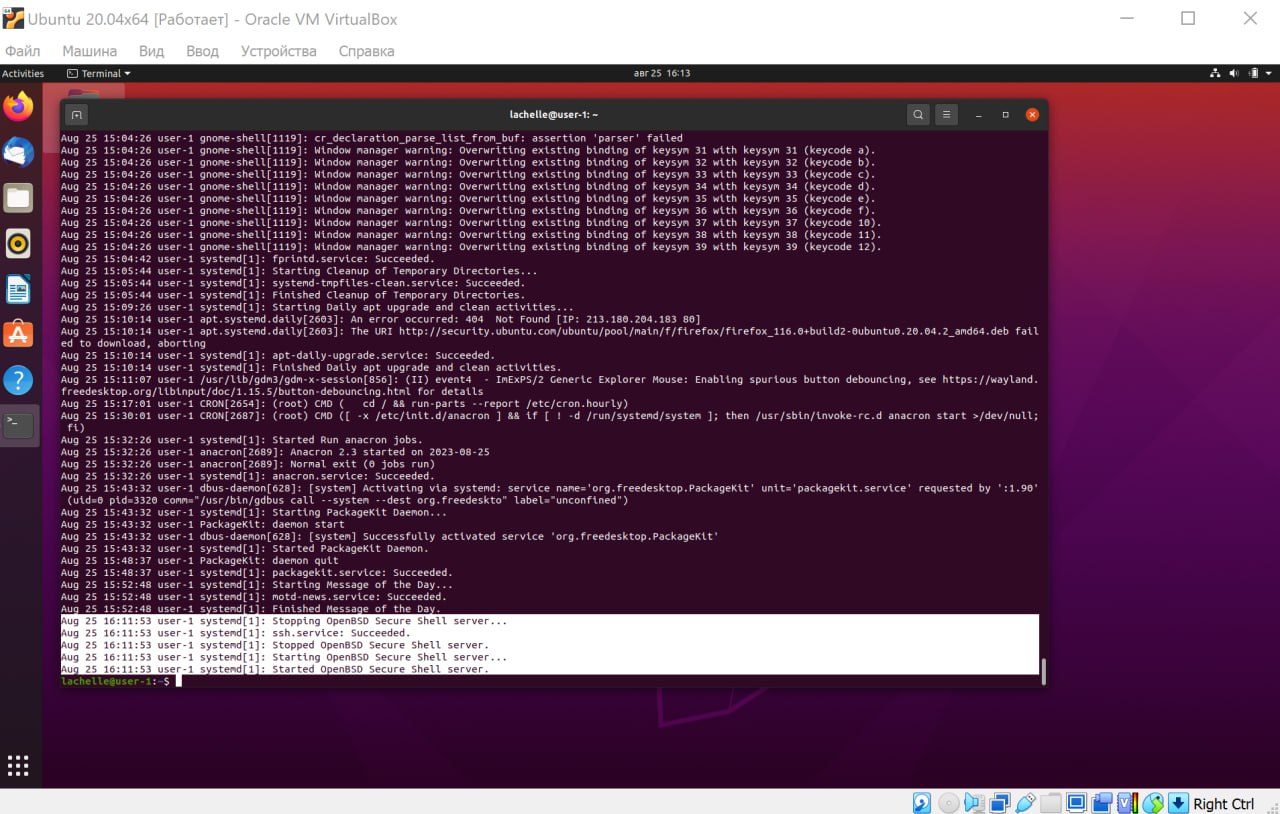 Ubuntu 20.04x64 [Работает] - Oracle VM VirtualBox
Файл Машина Вид Ввод Устройства Справка
Activities Terminal авг 25 16:13
lachelle@user-1: ~
Aug 25 15:04:26 user-1 gnome-shell[1119]: cr_declaration_parse_list_from_buf: assertion 'parser' failed
Aug 25 15:04:26 user-1 gnome-shell[1119]: Window manager warning: Overwriting existing binding of keysym 31 with keysym 31 (keycode a).
Aug 25 15:04:26 user-1 gnome-shell[1119]: Window manager warning: Overwriting existing binding of keysym 32 with keysym 32 (keycode b).
Aug 25 15:04:26 user-1 gnome-shell[1119]: Window manager warning: Overwriting existing binding of keysym 33 with keysym 33 (keycode c).
Aug 25 15:04:26 user-1 gnome-shell[1119]: Window manager warning: Overwriting existing binding of keysym 34 with keysym 34 (keycode d).
Aug 25 15:04:26 user-1 gnome-shell[1119]: Window manager warning: Overwriting existing binding of keysym 35 with keysym 35 (keycode e).
Aug 25 15:04:26 user-1 gnome-shell[1119]: Window manager warning: Overwriting existing binding of keysym 36 with keysym 36 (keycode f).
Aug 25 15:04:26 user-1 gnome-shell[1119]: Window manager warning: Overwriting existing binding of keysym 37 with keysym 37 (keycode 10).
Aug 25 15:04:26 user-1 gnome-shell[1119]: Window manager warning: Overwriting existing binding of keysym 38 with keysym 38 (keycode 11).
Aug 25 15:04:26 user-1 gnome-shell[1119]: Window manager warning: Overwriting existing binding of keysym 39 with keysym 39 (keycode 12).
Aug 25 15:04:42 user-1 systemd[1]: fprintd.service: Succeeded.
Aug 25 15:05:44 user-1 systemd[1]: Starting Cleanup of Temporary Directories...
Aug 25 15:05:44 user-1 systemd[1]: systemd-tmpfiles-clean.service: Succeeded.
Aug 25 15:05:44 user-1 systemd[1]: Finished Cleanup of Temporary Directories.
Aug 25 15:09:26 user-1 systemd[1]: Starting Daily apt upgrade and clean activities...
Aug 25 15:10:14 user-1 apt.systemd.daily[2603]: An error occurred: 404  Not Found [IP: 213.180.204.183 80]
Aug 25 15:10:14 user-1 apt.systemd.daily[2603]: The URI http://security.ubuntu.com/ubuntu/pool/main/f/firefox/firefox_116.0+build2-0ubuntu0.20.04.2_amd64.deb fail
ed to download, aborting
Aug 25 15:10:14 user-1 systemd[1]: apt-daily-upgrade.service: Succeeded.
Aug 25 15:10:14 user-1 systemd[1]: Finished Daily apt upgrade and clean activities.
Aug 25 15:11:07 user-1 /usr/lib/gdm3/gdm-x-session[856]: (II) event4  - ImExPS/2 Generic Explorer Mouse: Enabling spurious button debouncing, see https://wayland.
freedesktop.org/libinput/doc/1.15.5/button-debouncing.html for details
Aug 25 15:17:01 user-1 CRON[2654]: (root) CMD (   cd / && run-parts --report /etc/cron.hourly)
Aug 25 15:30:01 user-1 CRON[2687]: (root) CMD ([ -x /etc/init.d/anacron ] && if [ ! -d /run/systemd/system ]; then /usr/sbin/invoke-rc.d anacron start >/dev/null;
 fi)
Aug 25 15:32:26 user-1 systemd[1]: Started Run anacron jobs.
Aug 25 15:32:26 user-1 anacron[2689]: Anacron 2.3 started on 2023-08-25
Aug 25 15:32:26 user-1 anacron[2689]: Normal exit (0 jobs run)
Aug 25 15:32:26 user-1 systemd[1]: anacron.service: Succeeded.
Aug 25 15:43:32 user-1 dbus-daemon[628]: [system] Activating via systemd: service name='org.freedesktop.PackageKit' unit='packagekit.service' requested by ':1.90'
 (uid=0 pid=3320 comm="/usr/bin/gdbus call --system --dest org.freedeskto" label="unconfined")
Aug 25 15:43:32 user-1 systemd[1]: Starting PackageKit Daemon...
Aug 25 15:43:32 user-1 PackageKit: daemon start
Aug 25 15:43:32 user-1 dbus-daemon[628]: [system] Successfully activated service 'org.freedesktop.PackageKit'
Aug 25 15:43:32 user-1 systemd[1]: Started PackageKit Daemon.
Aug 25 15:48:37 user-1 PackageKit: daemon quit
Aug 25 15:48:37 user-1 systemd[1]: packagekit.service: Succeeded.
Aug 25 15:52:48 user-1 systemd[1]: Starting Message of the Day...
Aug 25 15:52:48 user-1 systemd[1]: motd-news.service: Succeeded.
Aug 25 15:52:48 user-1 systemd[1]: Finished Message of the Day.
Aug 25 16:11:53 user-1 systemd[1]: Stopping OpenBSD Secure Shell server...
Aug 25 16:11:53 user-1 systemd[1]: ssh.service: Succeeded.
Aug 25 16:11:53 user-1 systemd[1]: Stopped OpenBSD Secure Shell server.
Aug 25 16:11:53 user-1 systemd[1]: Starting OpenBSD Secure Shell server...
Aug 25 16:11:53 user-1 systemd[1]: Started OpenBSD Secure Shell server.
lachelle@user-1:~$
Right Ctrl